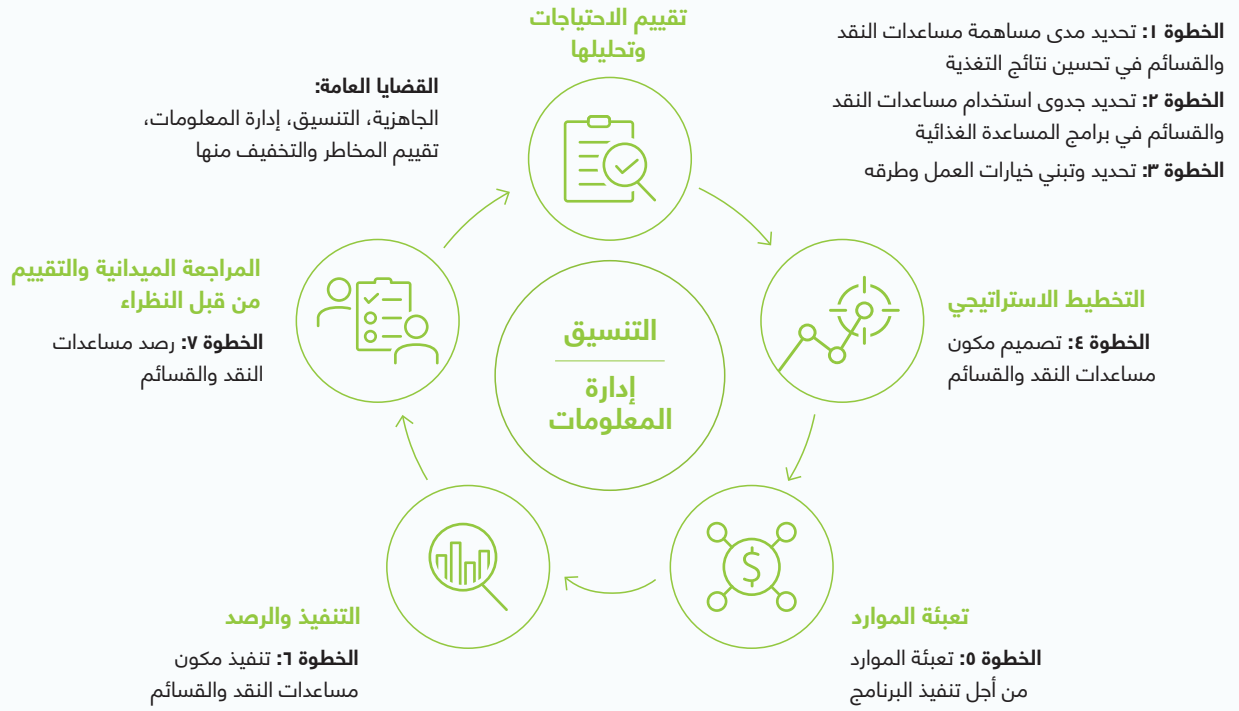 تقييم الاحتياجات
وتحليلها
الخطوة ١: تحديد مدى مساهمة مساعدات النقد
والقسائم في تحسين نتائج التغذية
الخطوة ٢: تحديد جدوى استخدام مساعدات النقد
والقسائم في برامج المساعدة الغذائية
الخطوة ٣: تحديد وتبني خيارات العمل وطرقه
القضايا العامة:
الجاهزية، التنسيق، إدارة المعلومات،
تقييم المخاطر والتخفيف منها
التخطيط الاستراتيجي
الخطوة ٤: تصميم مكون
مساعدات النقد والقسائم
التنسيق
إدارة
المعلومات
المراجعة الميدانية والتقييم
من قبل النظراء
الخطوة ٧: رصد مساعدات
النقد والقسائم
$
تعبئة الموارد
الخطوة ٥: تعبئة الموارد
من أجل تنفيذ البرنامج
التنفيذ والرصد
الخطوة ٦: تنفيذ مكون
مساعدات النقد والقسائم